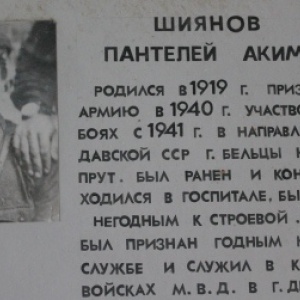 ШИЯНОВ
ПАНТЕЛЕЙ АКИМ
РОДИЛСЯ В 1919 Г. ПРИЗ
АРМИЮ В 1940 Г. УЧАСТВО
БОЯХ С 1941 Г. В НАПРАВЛ
ДАВСКОЙ ССР Г. БЕЛЬЦЫ Н
ПРУТ. БЫЛ РАНЕН И КОН
ХОДИЛСЯ В ГОСПИТАЛЕ, БЫ
НЕГОДНЫМ К СТРОЕВОЙ
БЫЛ ПРИЗНАН ГОДНЫМ К
СЛУЖБЕ И СЛУЖИЛ В К
ВОЙСКАХ М.В.Д. В Г. Д